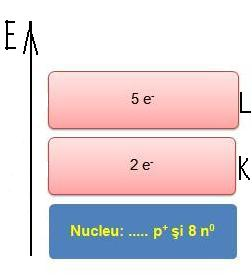 E
5 e⁻
L
2 e⁻
K
Nucleu: ..... p⁺ şi 8 n⁰